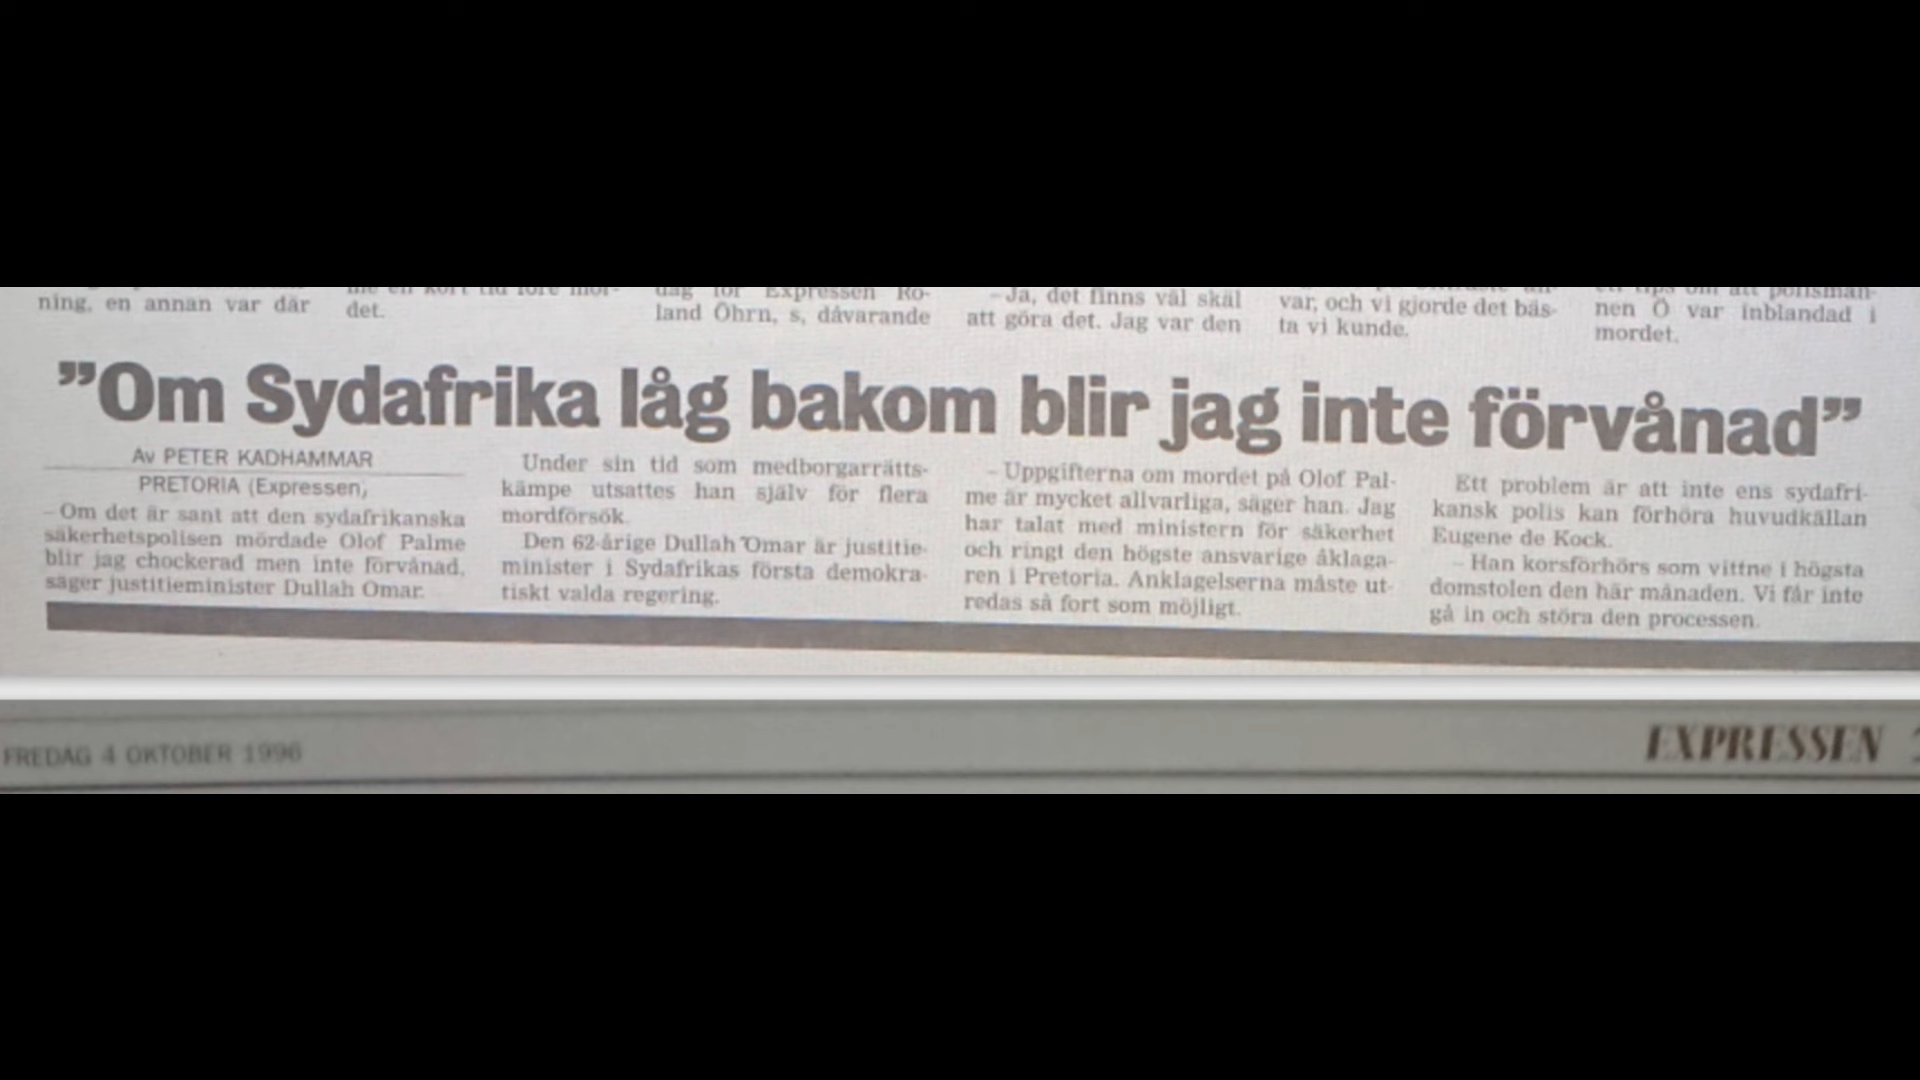 ning, en annan var där
det.
dag för Expressen Ro-
land Öhrn, s, dåvarande
– Ja, det finns väl skäl
att göra det. Jag var den
var, och vi gjorde det bäs-
ta vi kunde.
ett tips om att polisman-
nen Ö var inblandad i
mordet.
”Om Sydafrika låg bakom blir jag inte förvånad”
Av PETER KADHAMMAR
PRETORIA (Expressen)
– Om det är sant att den sydafrikanska
säkerhetspolisen mördade Olof Palme
blir jag chockerad men inte förvånad,
säger justitieminister Dullah Omar.
Under sin tid som medborgarrätts-
kämpe utsattes han själv för flera
mordförsök.
Den 62-årige Dullah Omar är justitie-
minister i Sydafrikas första demokra-
tiskt valda regering.
– Uppgifterna om mordet på Olof Pal-
me är mycket allvarliga, säger han. Jag
har talat med ministern för säkerhet
och ringt den högste ansvarige åklaga-
ren i Pretoria. Anklagelserna måste ut-
redas så fort som möjligt.
Ett problem är att inte ens sydafri-
kansk polis kan förhöra huvudkällan
Eugene de Kock.
– Han korsförhörs som vittne i högsta
domstolen den här månaden. Vi får inte
gå in och störa den processen.
FREDAG 4 OKTOBER 1996
EXPRESSEN